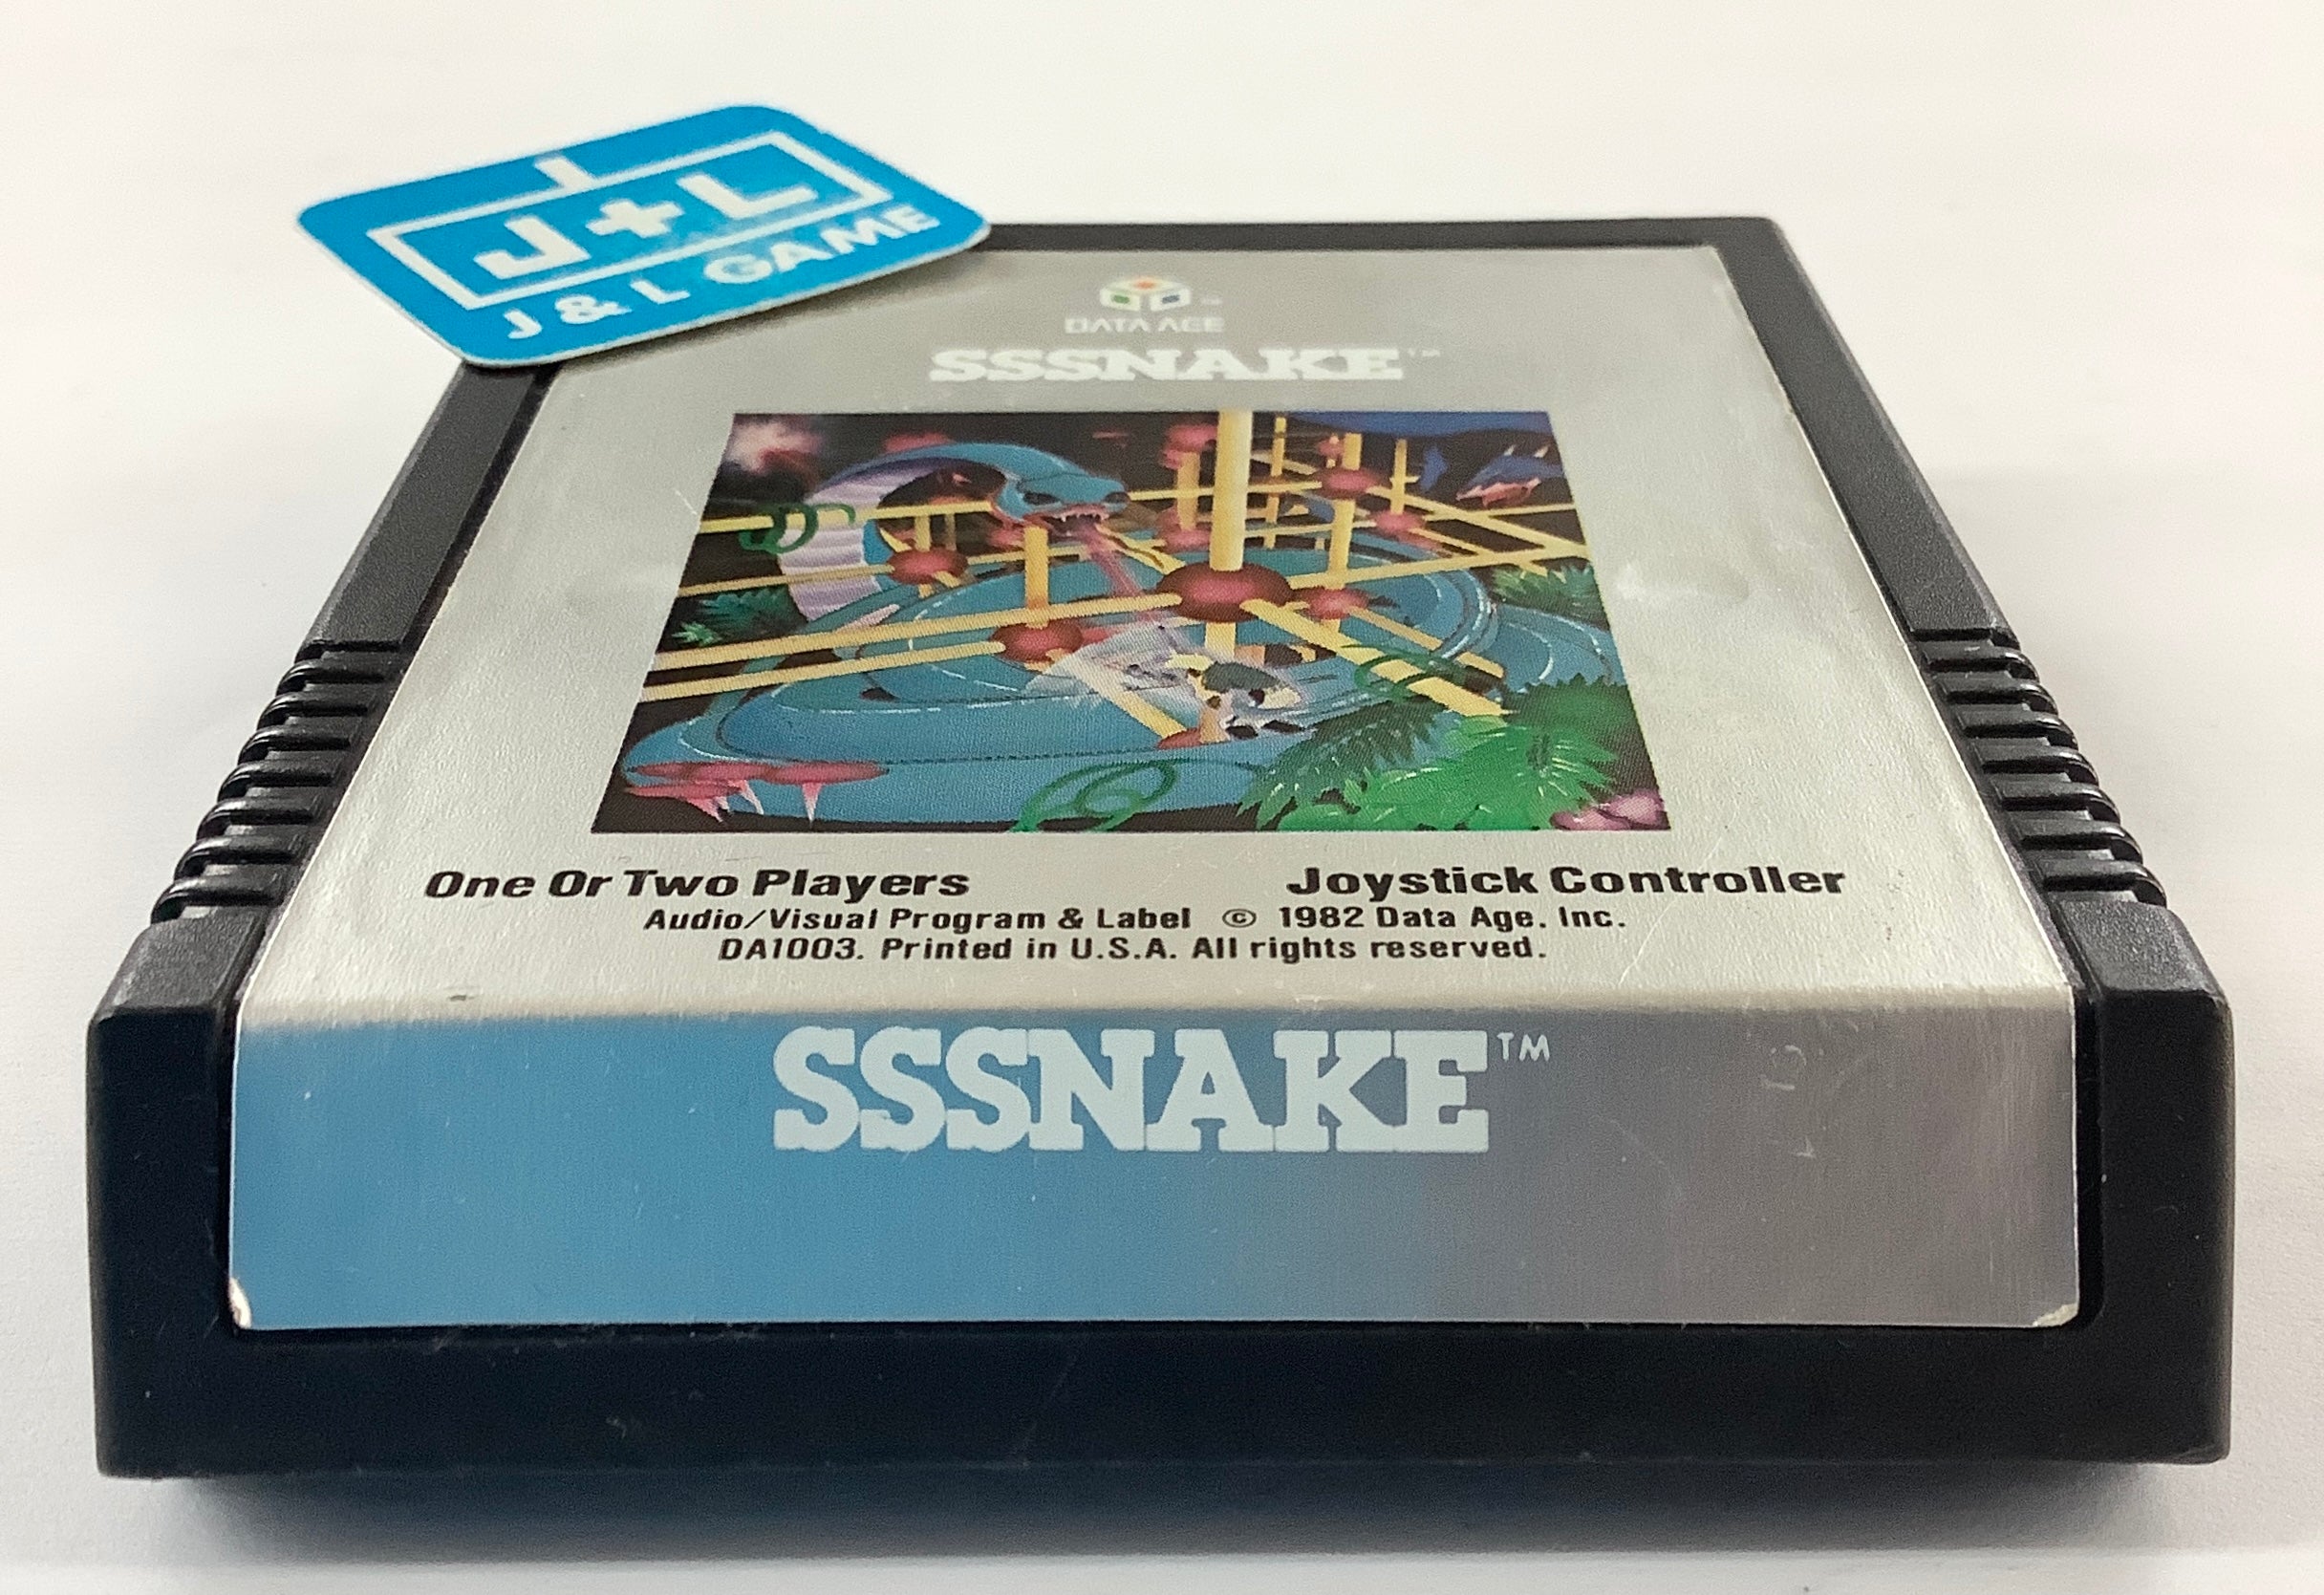 J+L
J & L GAME
DATA AGE
SSSNAKE™
One Or Two Players
Joystick Controller
Audio/Visual Program & Label © 1982 Data Age, Inc.
DA1003. Printed in U.S.A. All rights reserved.
SSSNAKE™